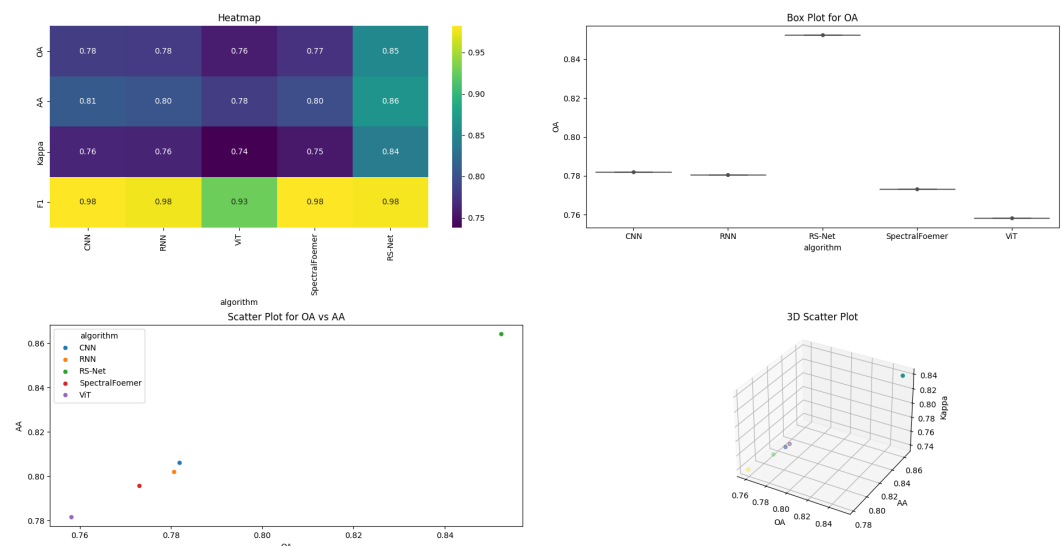 Heatmap
OA
AA
Kappa
F1
0.78 0.78 0.76 0.77 0.85
0.81 0.80 0.78 0.80 0.86
0.76 0.76 0.74 0.75 0.84
0.98 0.98 0.93 0.98 0.98
CNN
RNN
ViT
SpectralFoemer
RS-Net
algorithm
0.95
0.90
0.85
0.80
0.75
Box Plot for OA
OA
0.84
0.82
0.80
0.78
0.76
CNN RNN RS-Net SpectralFoemer ViT
algorithm
Scatter Plot for OA vs AA
AA
0.86
0.84
0.82
0.80
0.78
algorithm
CNN
RNN
RS-Net
SpectralFoemer
ViT
0.76 0.78 0.80 0.82 0.84
OA
3D Scatter Plot
0.84
0.82
0.80
0.78
0.76
0.74
Kappa
0.86
0.84
0.82
0.80
0.78
AA
0.76 0.78 0.80 0.82 0.84
OA